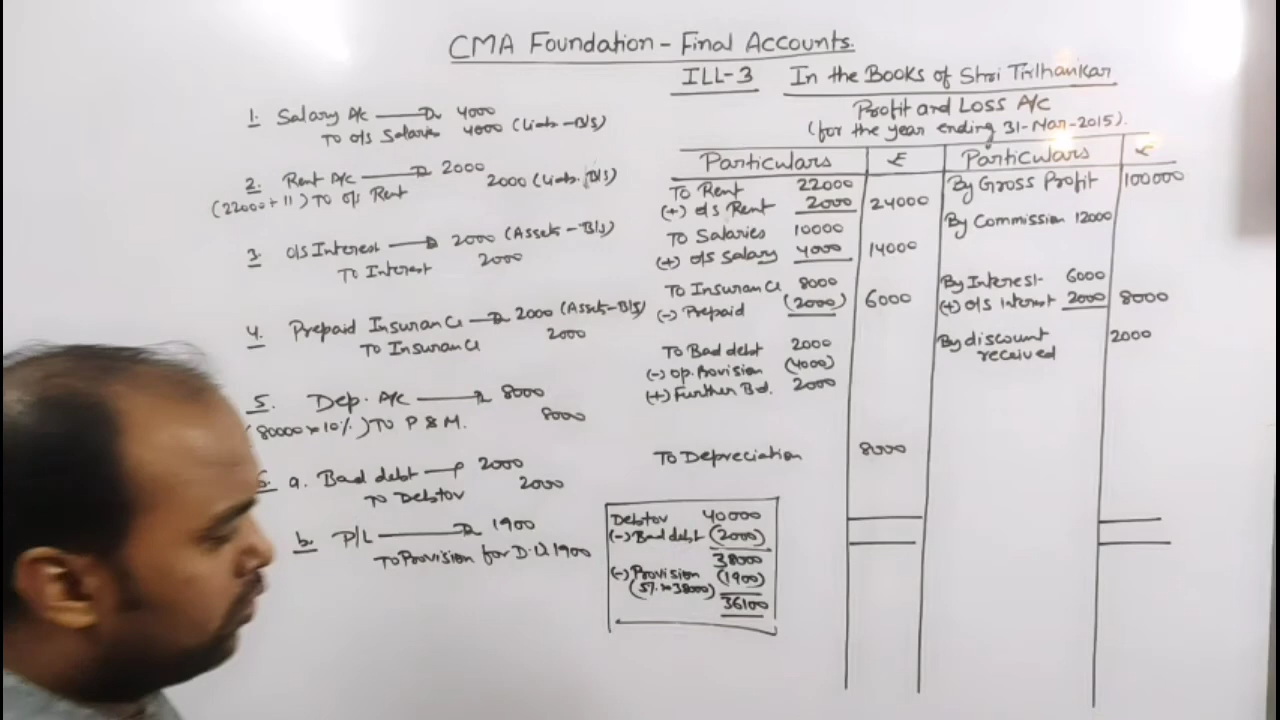 CMA Foundation - Final Accounts.
ILL-3 In the Books of Shri Trilhankar
Profit and Loss A/c
(for the year ending 31-Mar-2015).
1. Salary A/c → Dr 4000
To o/s Salaries 4000 (Liab-B/s)
2. Rent A/c → Dr 2000
(22000 ÷ 11) To o/s Rent 2000 (Liab. B/s)
3. o/s Interest → Dr 2000 (Assets-B/s)
To Interest 2000
4. Prepaid Insurance → Dr 2000 (Asset-B/s)
To Insurance 2000
5. Dep. A/c → Dr 8000
(80000 x 10%) To P & M. 8000
6. a. Bad debt → 2000
To Debtor 2000
b. P/L → Dr 1900
To Provision for D.D 1900
Particulars ₹ Particulars ₹
To Rent 22000
(+) o/s Rent 2000 24000
To Salaries 10000
(+) o/s Salary 4000 14000
To Insurance 8000
(-) Prepaid (2000) 6000
To Bad debt 2000
(-) Op. Provision (4000)
(+) Further Bd. 2000
To Depreciation 8000
By Gross Profit 100000
By Commission 12000
By Interest 6000
(+) o/s Interest 2000 8000
By discount 2000
received
Debtor 40000
(-) Bad debt (2000)
38000
(-) Provision (1900)
(5% x 38000)
36100